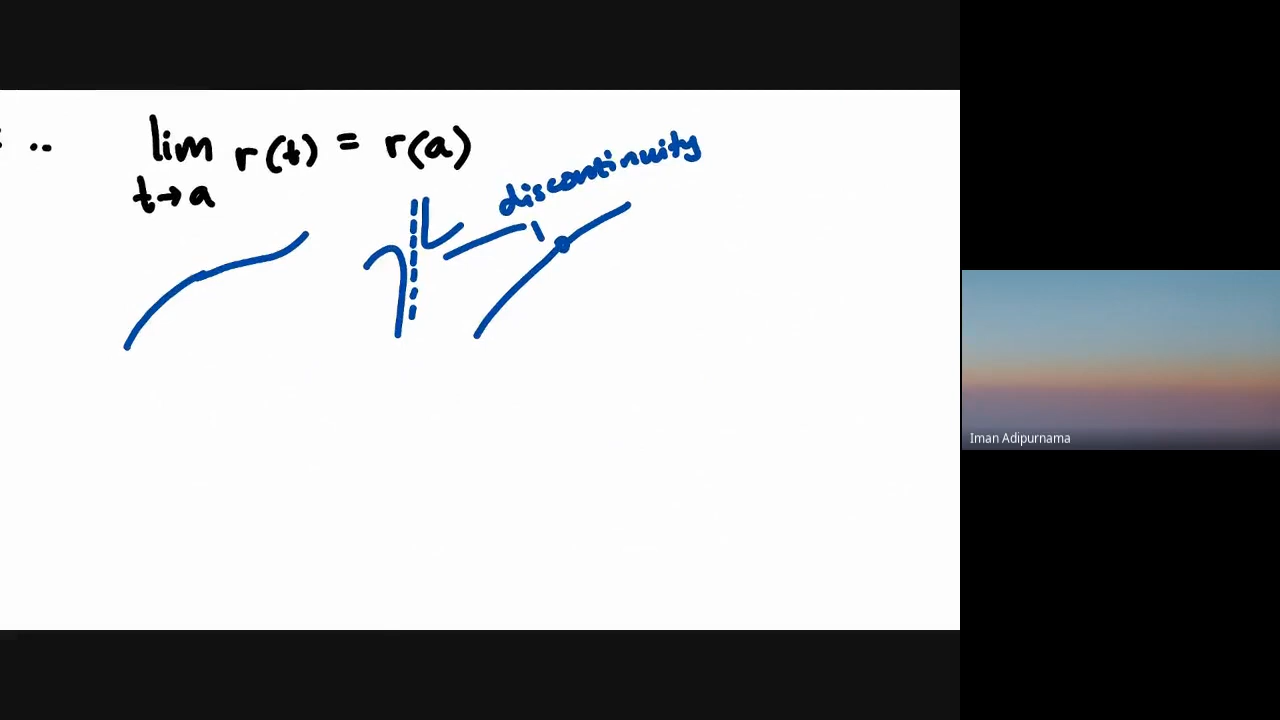 : .. lim r(t) = r(a)
t→a
discontinuity
Iman Adipurnama